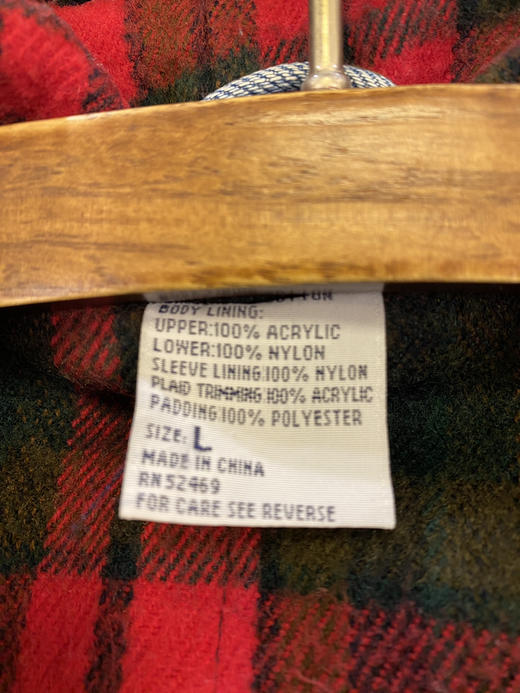 BODY LINING:
UPPER:100% ACRYLIC
LOWER:100% NYLON
SLEEVE LINING:100% NYLON
PLAID TRIMMING:100% ACRYLIC
PADDING:100% POLYESTER
SIZE: L
MADE IN CHINA
RN 52469
FOR CARE SEE REVERSE